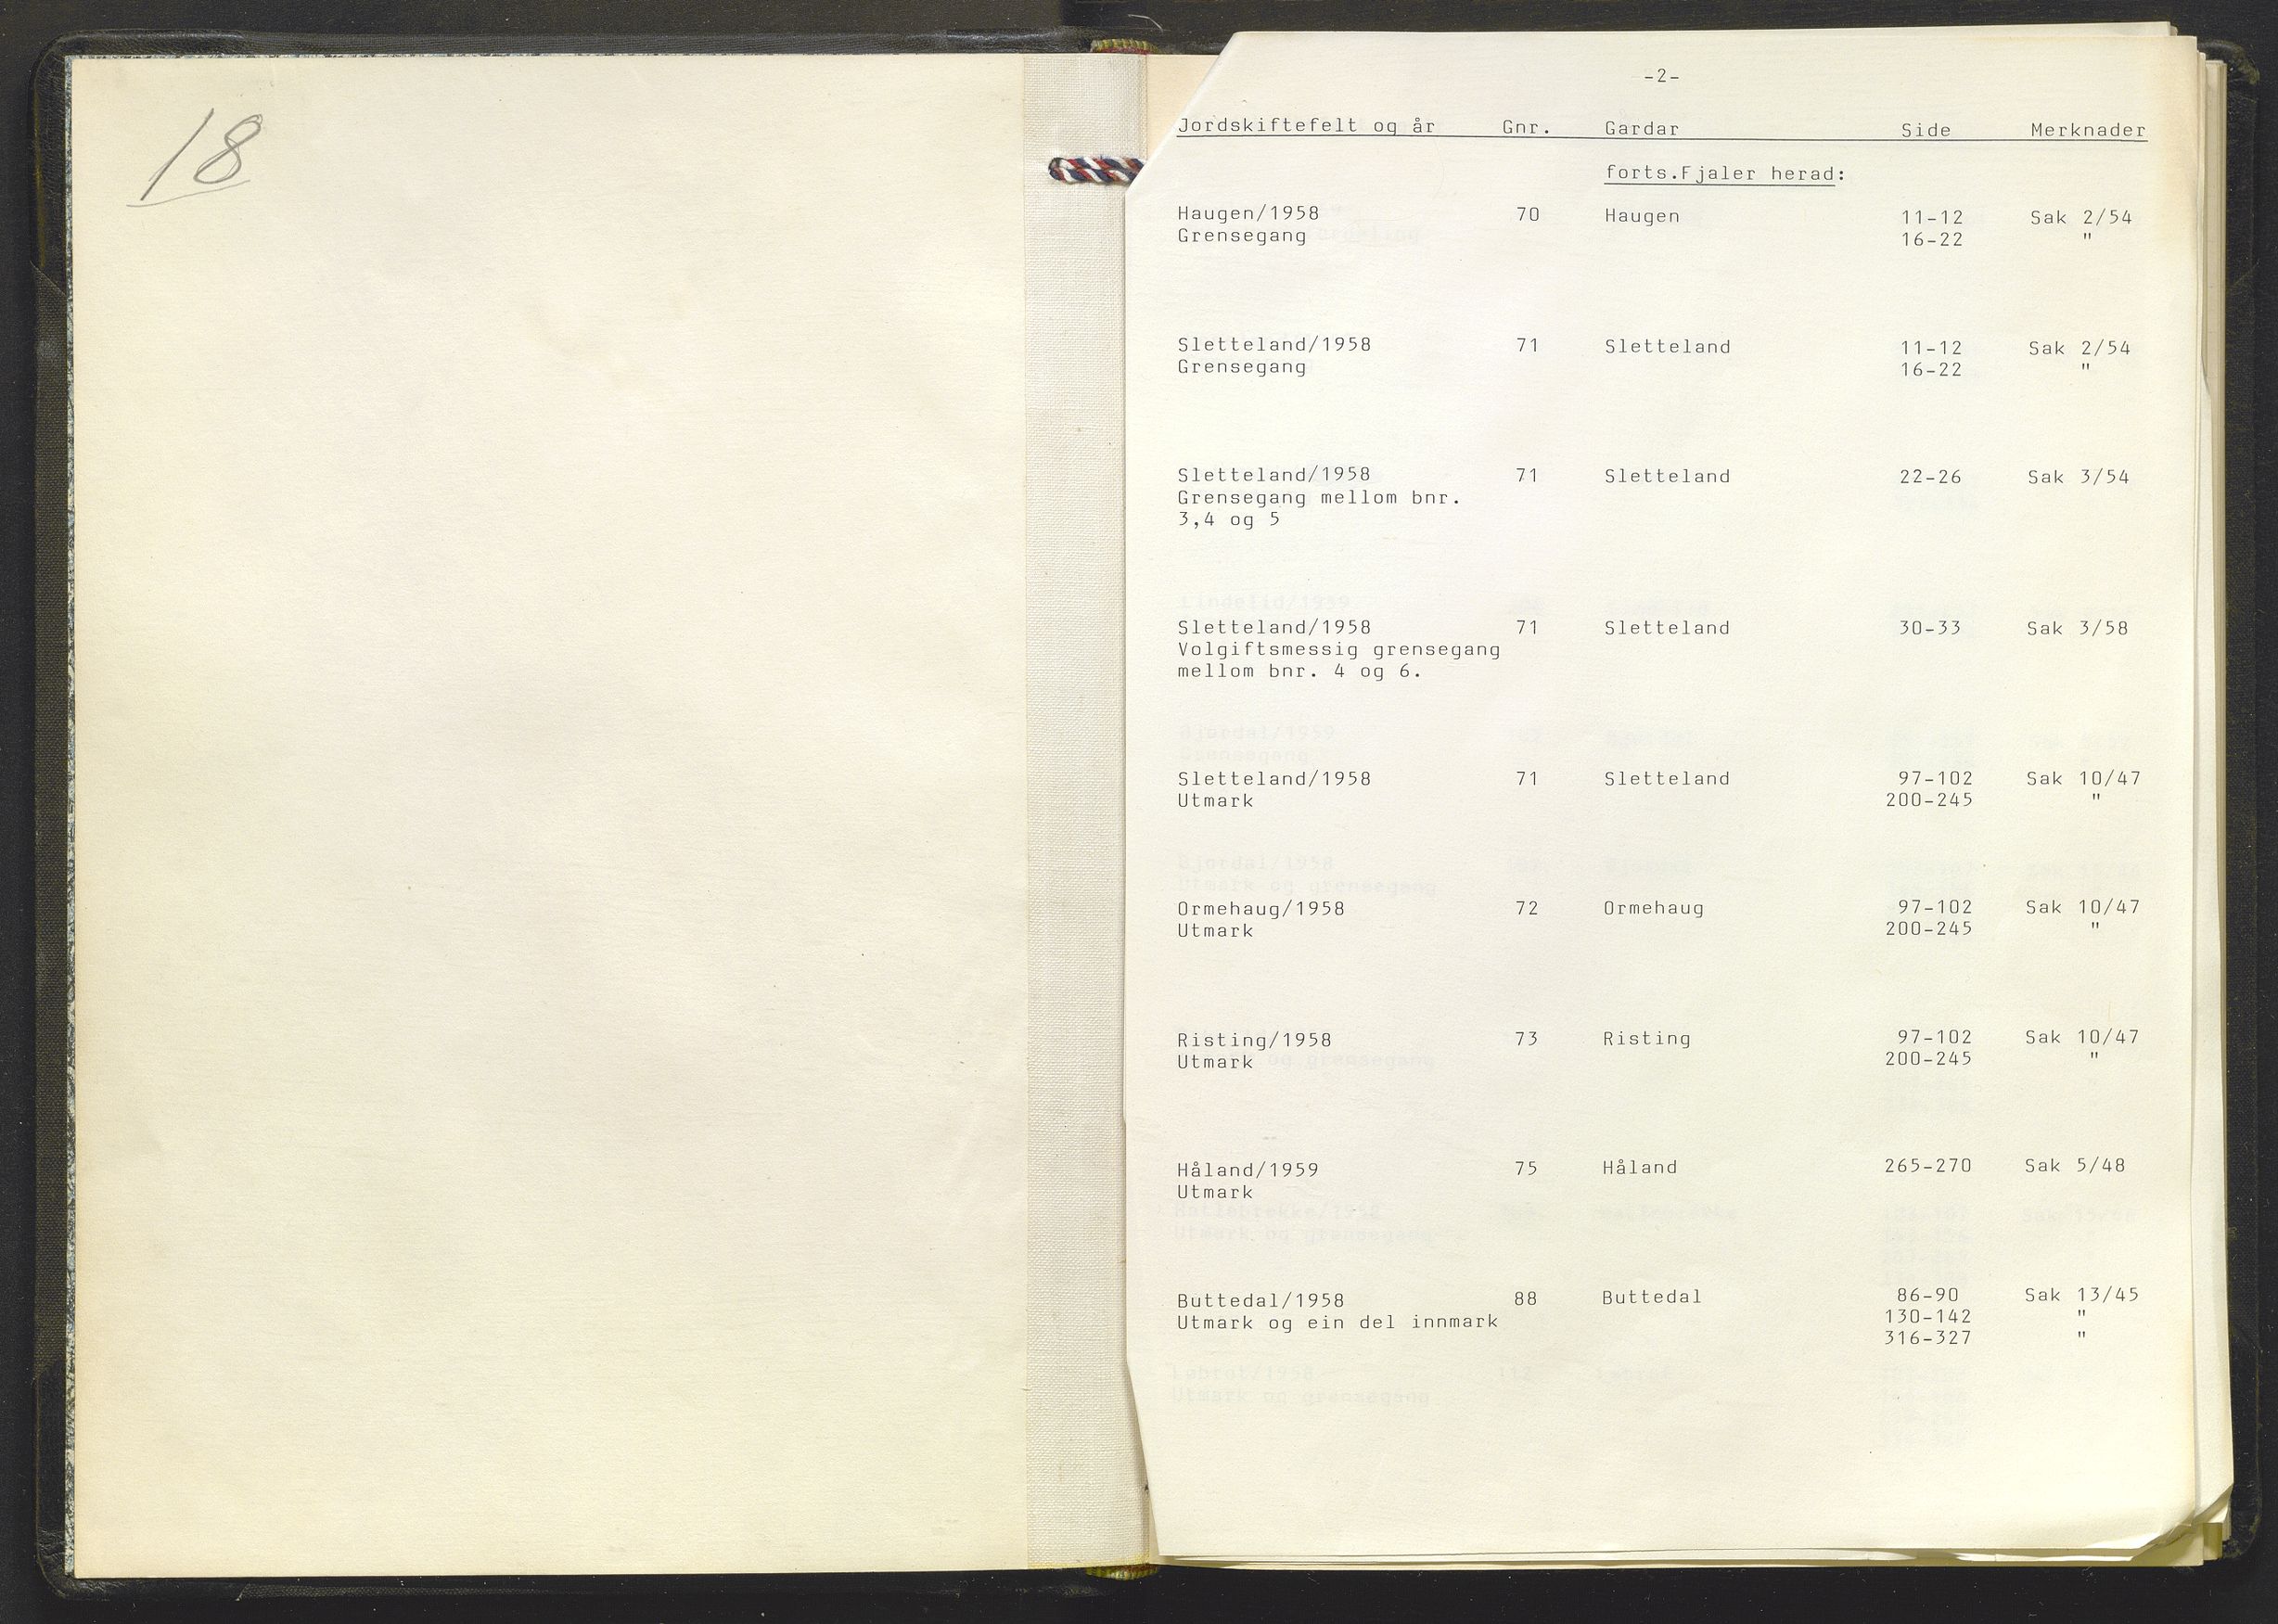 18
-2-
Jordskiftefelt og år Gnr. Gardar Side Merknader
forts.Fjaler herad:
Haugen/1958 70 Haugen 11-12 Sak 2/54
Grensegang 16-22 "
Sletteland/1958 71 Sletteland 11-12 Sak 2/54
Grensegang 16-22 "
Sletteland/1958 71 Sletteland 22-26 Sak 3/54
Grensegang mellom bnr.
3,4 og 5
Sletteland/1958 71 Sletteland 30-33 Sak 3/58
Volgiftsmessig grensegang
mellom bnr. 4 og 6.
Sletteland/1958 71 Sletteland 97-102 Sak 10/47
Utmark 200-245 "
Ormehaug/1958 72 Ormehaug 97-102 Sak 10/47
Utmark 200-245 "
Risting/1958 73 Risting 97-102 Sak 10/47
Utmark 200-245 "
Håland/1959 75 Håland 265-270 Sak 5/48
Utmark
Buttedal/1958 88 Buttedal 86-90 Sak 13/45
Utmark og ein del innmark 130-142 "
316-327 "